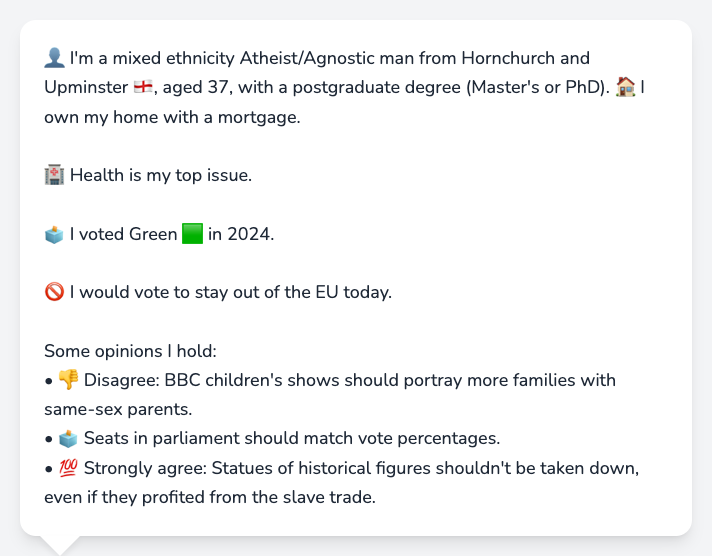 👤 I'm a mixed ethnicity Atheist/Agnostic man from Hornchurch and
Upminster 🏴󠁧󠁢󠁥󠁮󠁧󠁿, aged 37, with a postgraduate degree (Master's or PhD). 🏠 I
own my home with a mortgage.
🏥 Health is my top issue.
🗳️ I voted Green 🟩 in 2024.
🚫 I would vote to stay out of the EU today.
Some opinions I hold:
• 👎 Disagree: BBC children's shows should portray more families with
same-sex parents.
• 🗳️ Seats in parliament should match vote percentages.
• 💯 Strongly agree: Statues of historical figures shouldn't be taken down,
even if they profited from the slave trade.